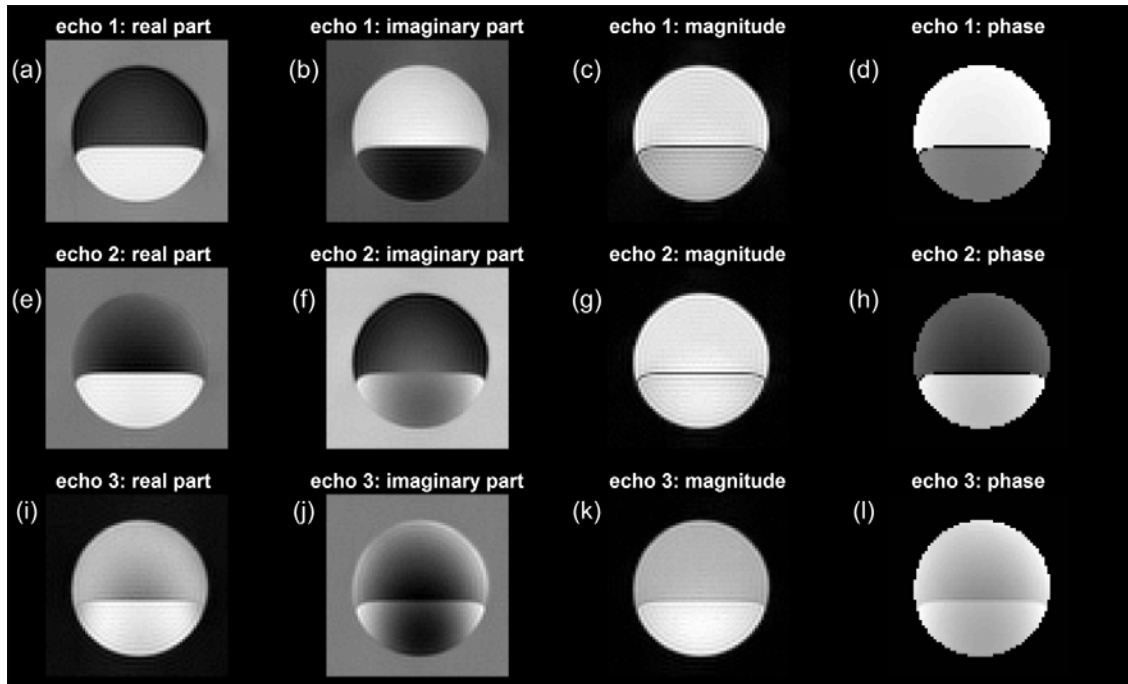 echo 1: real part echo 1: imaginary part echo 1: magnitude echo 1: phase
(a) (b) (c) (d)
echo 2: real part echo 2: imaginary part echo 2: magnitude echo 2: phase
(e) (f) (g) (h)
echo 3: real part echo 3: imaginary part echo 3: magnitude echo 3: phase
(i) (j) (k) (l)